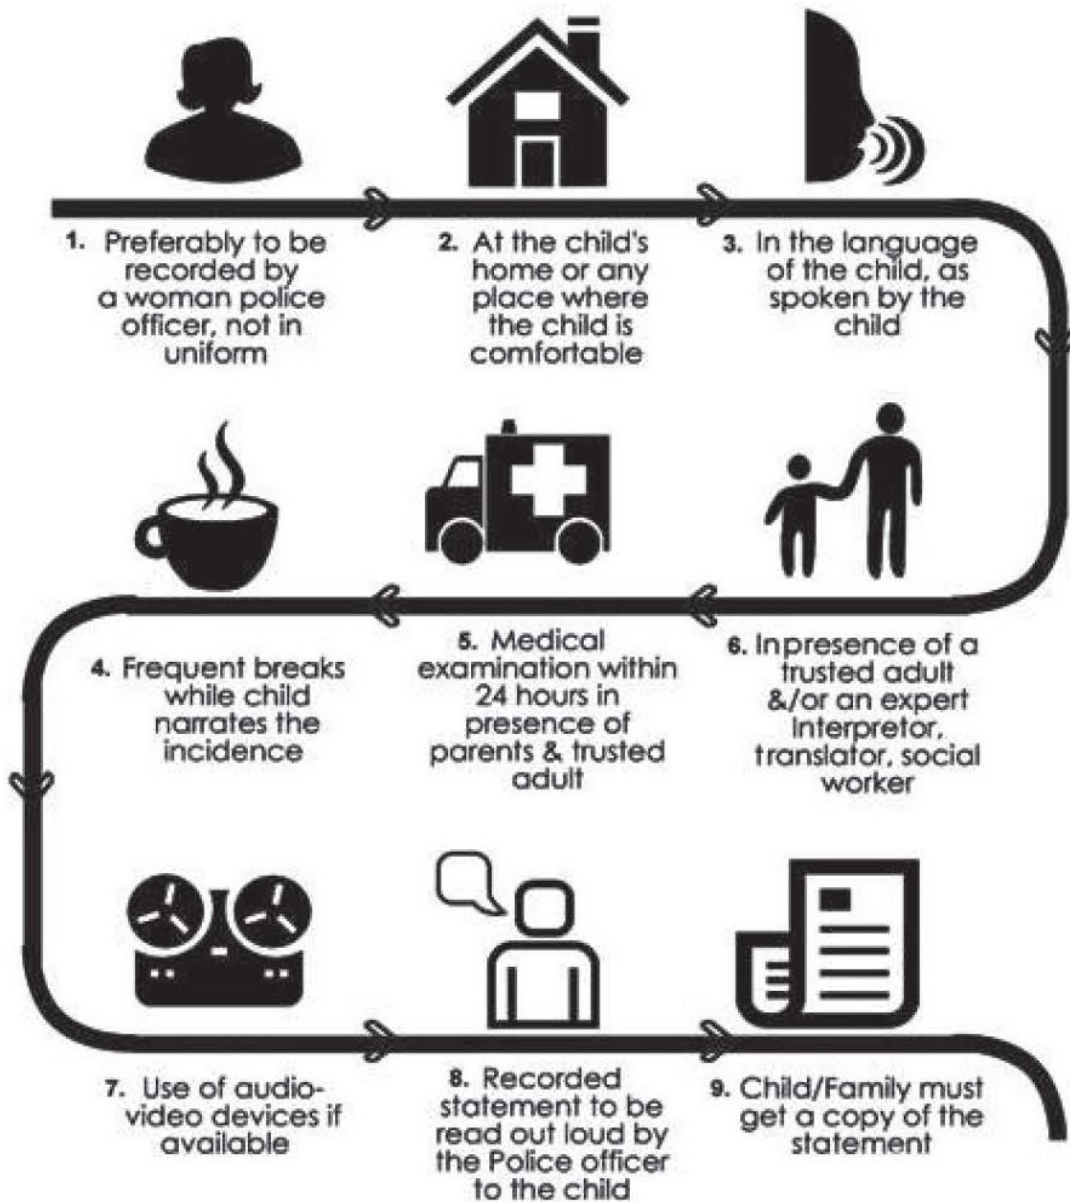 1. Preferably to be
recorded by
a woman police
officer, not in
uniform
2. At the child's
home or any
place where
the child is
comfortable
3. In the language
of the child, as
spoken by the
child
4. Frequent breaks
while child
narrates the
incidence
5. Medical
examination within
24 hours in
presence of
parents & trusted
adult
6. Inpresence of a
trusted adult
&/or an expert
Interpretor,
translator, social
worker
7. Use of audio-
video devices if
available
8. Recorded
statement to be
read out loud by
the Police officer
to the child
9. Child/Family must
get a copy of the
statement